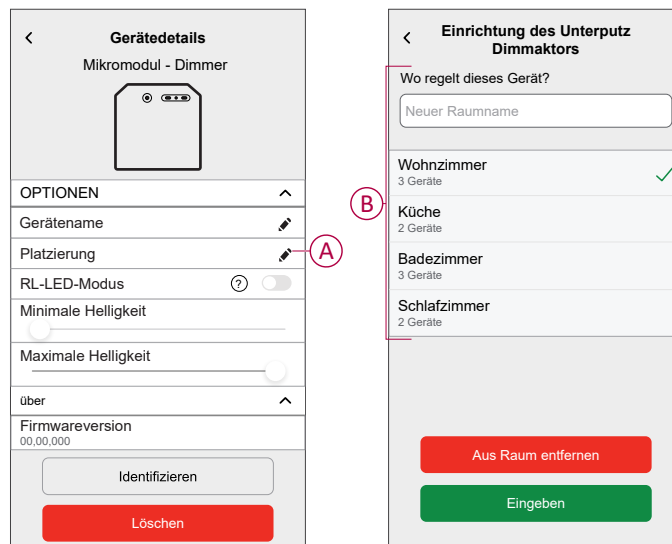 Gerätedetails
Mikromodul - Dimmer
OPTIONEN
Gerätename
Platzierung
A
RL-LED-Modus ?
Minimale Helligkeit
Maximale Helligkeit
über
Firmwareversion
00,00,000
Identifizieren
Löschen
Einrichtung des Unterputz
Dimmaktors
Wo regelt dieses Gerät?
Neuer Raumname
B
Wohnzimmer
3 Geräte
Küche
2 Geräte
Badezimmer
3 Geräte
Schlafzimmer
2 Geräte
Aus Raum entfernen
Eingeben